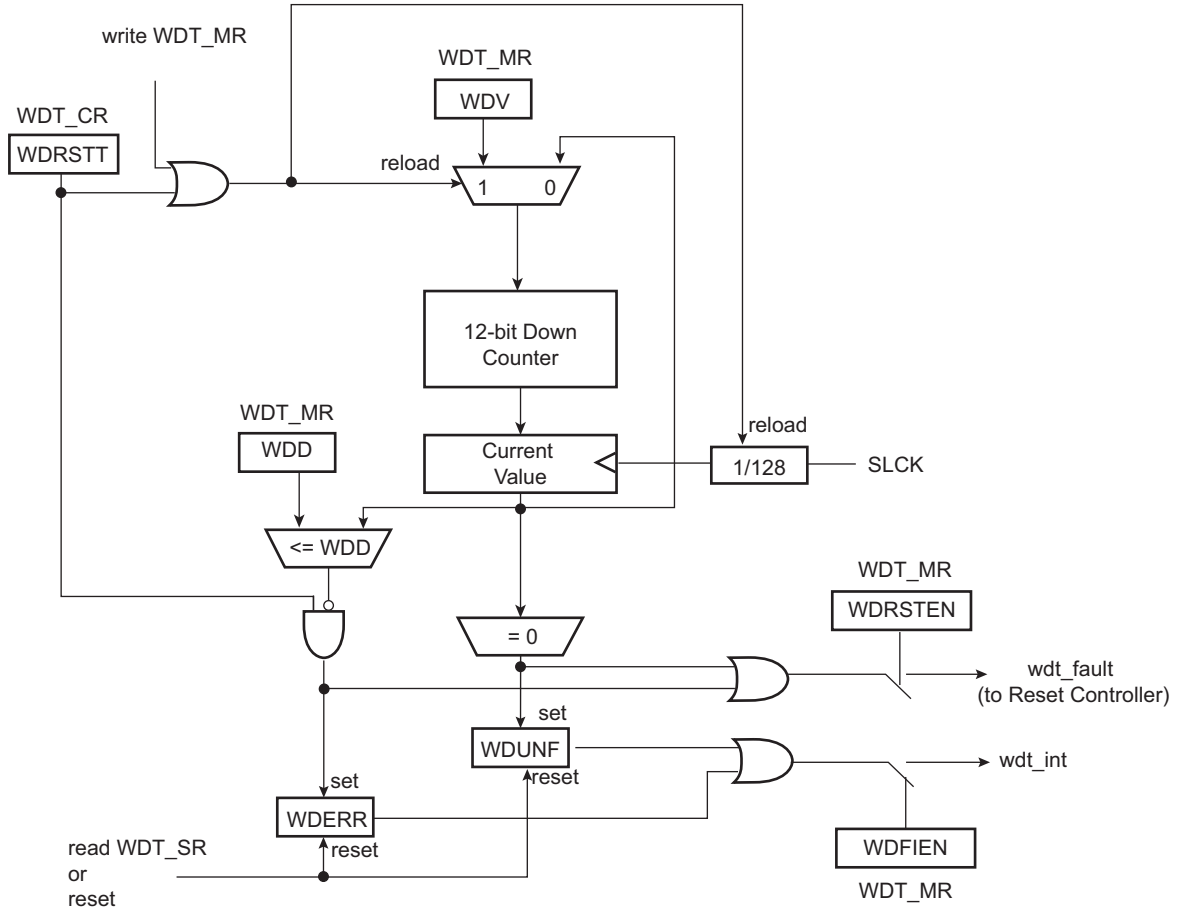 write WDT_MR
WDT_MR
WDV
WDT_CR
WDRSTT
reload
1 0
12-bit Down
Counter
WDT_MR
WDD
reload
Current
Value
1/128
SLCK
<= WDD
WDT_MR
WDRSTEN
= 0
wdt_fault
(to Reset Controller)
set
WDUNF
reset
wdt_int
set
WDERR
reset
read WDT_SR
or
reset
WDFIEN
WDT_MR